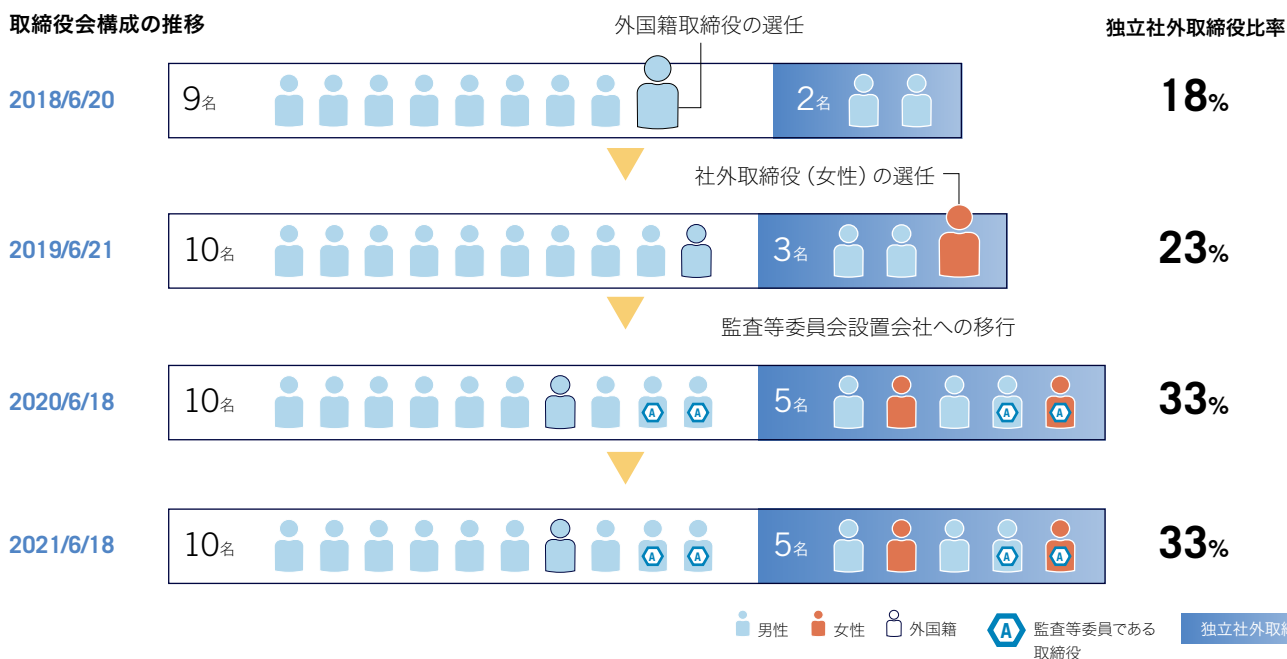 取締役会構成の推移
外国籍取締役の選任
独立社外取締役比率
2018/6/20
9名
2名
18%
社外取締役（女性）の選任
2019/6/21
10名
3名
23%
監査等委員会設置会社への移行
2020/6/18
10名
A
A
5名
A
A
33%
2021/6/18
10名
A
A
5名
A
A
33%
男性
女性
外国籍
A
監査等委員である
取締役
独立社外取